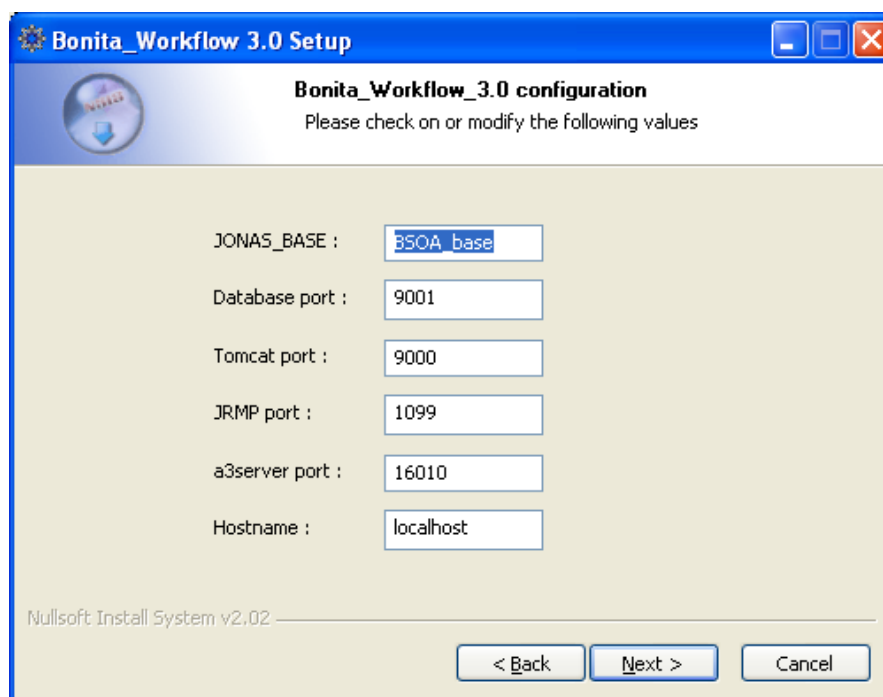 Bonita_Workflow 3.0 Setup
Bonita_Workflow_3.0 configuration
Please check on or modify the following values
JONAS_BASE : BSOA_base
Database port : 9001
Tomcat port : 9000
JRMP port : 1099
a3server port : 16010
Hostname : localhost
Nullsoft Install System v2.02
< Back Next > Cancel